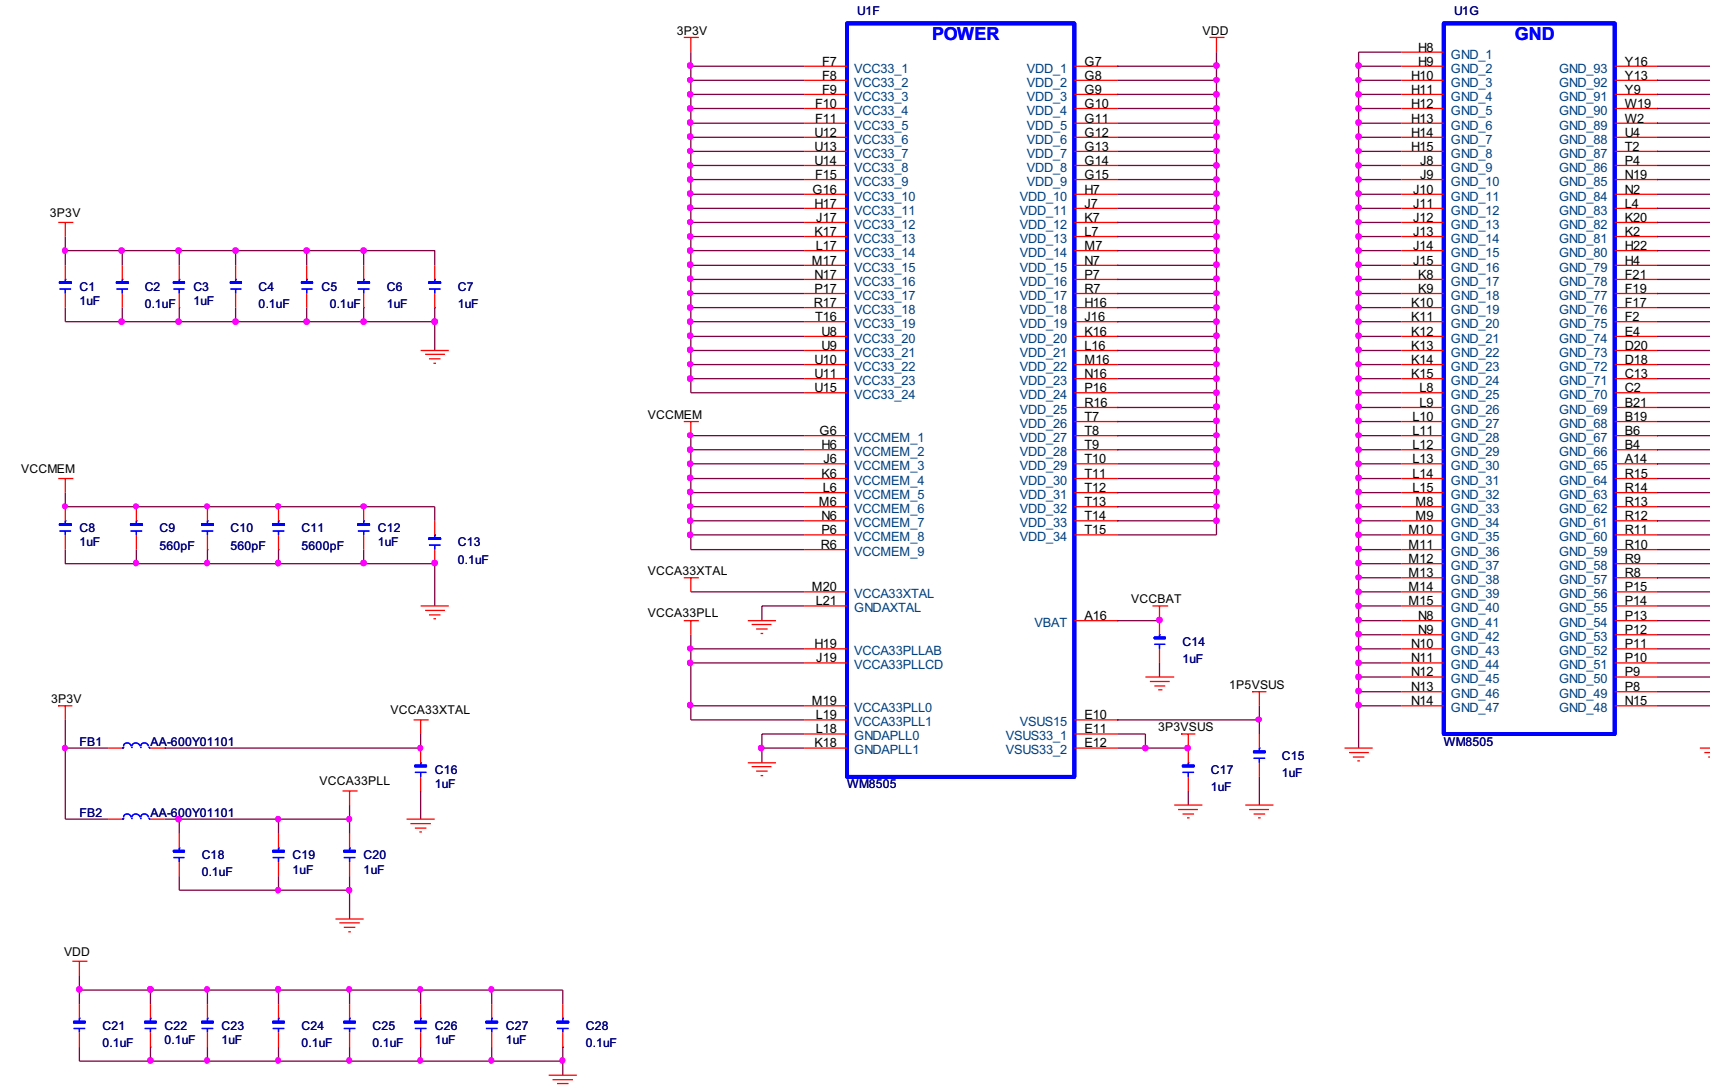 U1F
POWER
3P3V
VDD
F7 VCC33_1 VDD_1 G7
F8 VCC33_2 VDD_2 G8
F9 VCC33_3 VDD_3 G9
F10 VCC33_4 VDD_4 G10
F11 VCC33_5 VDD_5 G11
U12 VCC33_6 VDD_6 G12
U13 VCC33_7 VDD_7 G13
U14 VCC33_8 VDD_8 G14
F15 VCC33_9 VDD_9 G15
G16 VCC33_10 VDD_10 H7
H17 VCC33_11 VDD_11 J7
J17 VCC33_12 VDD_12 K7
K17 VCC33_13 VDD_13 L7
L17 VCC33_14 VDD_14 M7
M17 VCC33_15 VDD_15 N7
N17 VCC33_16 VDD_16 P7
P17 VCC33_17 VDD_17 R7
R17 VCC33_18 VDD_18 H16
T16 VCC33_19 VDD_19 J16
U8 VCC33_20 VDD_20 K16
U9 VCC33_21 VDD_21 L16
U10 VCC33_22 VDD_22 M16
U11 VCC33_23 VDD_23 N16
U15 VCC33_24 VDD_24 P16
VDD_25 R16
VCCMEM
VDD_26 T7
G6 VCCMEM_1 VDD_27 T8
H6 VCCMEM_2 VDD_28 T9
J6 VCCMEM_3 VDD_29 T10
K6 VCCMEM_4 VDD_30 T11
L6 VCCMEM_5 VDD_31 T12
M6 VCCMEM_6 VDD_32 T13
N6 VCCMEM_7 VDD_33 T14
P6 VCCMEM_8 VDD_34 T15
R6 VCCMEM_9
VCCA33XTAL
M20 VCCA33XTAL
L21 GNDAXTAL
VCCA33PLL
VCCBAT
VBAT A16
C14
1uF
H19 VCCA33PLLAB
J19 VCCA33PLLCD
1P5VSUS
M19 VCCA33PLL0
L19 VCCA33PLL1 VSUS15 E10
L18 GNDAPLL0 VSUS33_1 E11
K18 GNDAPLL1 VSUS33_2 E12
3P3VSUS
C17
1uF
C15
1uF
WM8505
U1G
GND
H8 GND_1
H9 GND_2 GND_93 Y16
H10 GND_3 GND_92 Y13
H11 GND_4 GND_91 Y9
H12 GND_5 GND_90 W19
H13 GND_6 GND_89 W2
H14 GND_7 GND_88 U4
H15 GND_8 GND_87 T2
J8 GND_9 GND_86 P4
J9 GND_10 GND_85 N19
J10 GND_11 GND_84 N2
J11 GND_12 GND_83 L4
J12 GND_13 GND_82 K20
J13 GND_14 GND_81 K2
J14 GND_15 GND_80 H22
J15 GND_16 GND_79 H4
K8 GND_17 GND_78 F21
K9 GND_18 GND_77 F19
K10 GND_19 GND_76 F17
K11 GND_20 GND_75 F2
K12 GND_21 GND_74 E4
K13 GND_22 GND_73 D20
K14 GND_23 GND_72 D18
K15 GND_24 GND_71 C13
L8 GND_25 GND_70 C2
L9 GND_26 GND_69 B21
L10 GND_27 GND_68 B19
L11 GND_28 GND_67 B6
L12 GND_29 GND_66 B4
L13 GND_30 GND_65 A14
L14 GND_31 GND_64 R15
L15 GND_32 GND_63 R14
M8 GND_33 GND_62 R13
M9 GND_34 GND_61 R12
M10 GND_35 GND_60 R11
M11 GND_36 GND_59 R10
M12 GND_37 GND_58 R9
M13 GND_38 GND_57 R8
M14 GND_39 GND_56 P15
M15 GND_40 GND_55 P14
N8 GND_41 GND_54 P13
N9 GND_42 GND_53 P12
N10 GND_43 GND_52 P11
N11 GND_44 GND_51 P10
N12 GND_45 GND_50 P9
N13 GND_46 GND_49 P8
N14 GND_47 GND_48 N15
WM8505
3P3V
C1 C2 C3 C4 C5 C6 C7
1uF 0.1uF 1uF 0.1uF 0.1uF 1uF 1uF
VCCMEM
C8 C9 C10 C11 C12 C13
1uF 560pF 560pF 5600pF 1uF 0.1uF
3P3V
VCCA33XTAL
FB1 AA-600Y01101
C16
1uF
VCCA33PLL
FB2 AA-600Y01101
C18 C19 C20
0.1uF 1uF 1uF
VDD
C21 C22 C23 C24 C25 C26 C27 C28
0.1uF 0.1uF 1uF 0.1uF 0.1uF 1uF 1uF 0.1uF